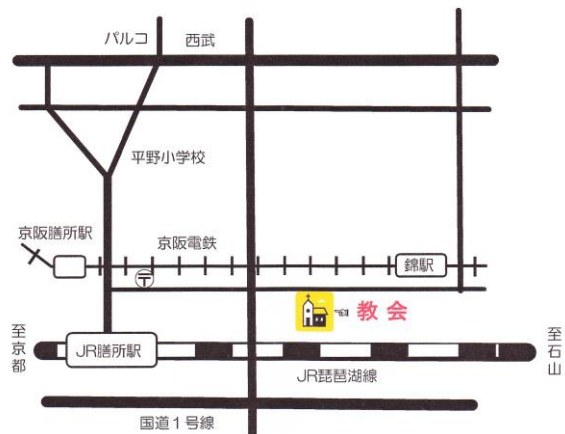 パルコ
西武
平野小学校
京阪膳所駅
京阪電鉄
錦駅
〒
教会
至京都
JR膳所駅
至石山
JR琵琶湖線
国道1号線